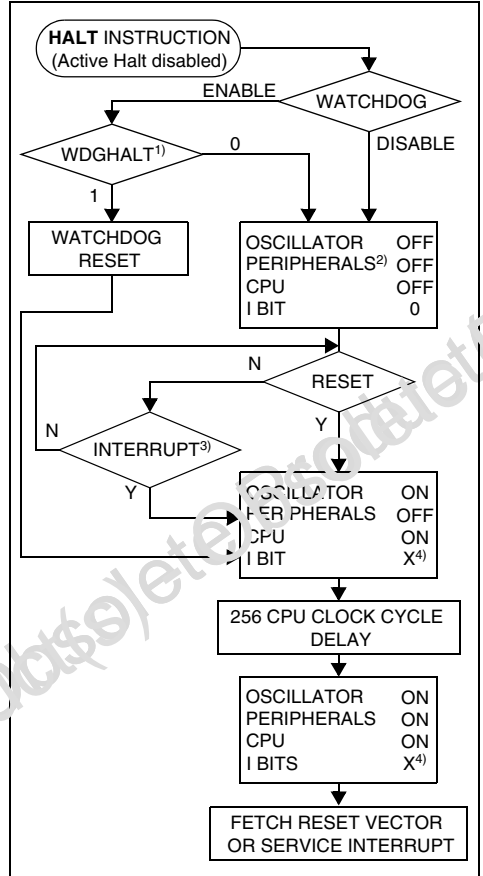 HALT INSTRUCTION
(Active Halt disabled)
ENABLE
WATCHDOG
DISABLE
WDGHALT1)
0
1
WATCHDOG
RESET
OSCILLATOR OFF
PERIPHERALS2) OFF
CPU OFF
I BIT 0
N
RESET
Y
N
INTERRUPT3)
Y
OSCILLATOR ON
PERIPHERALS OFF
CPU ON
I BIT X4)
256 CPU CLOCK CYCLE
DELAY
OSCILLATOR ON
PERIPHERALS ON
CPU ON
I BITS X4)
FETCH RESET VECTOR
OR SERVICE INTERRUPT